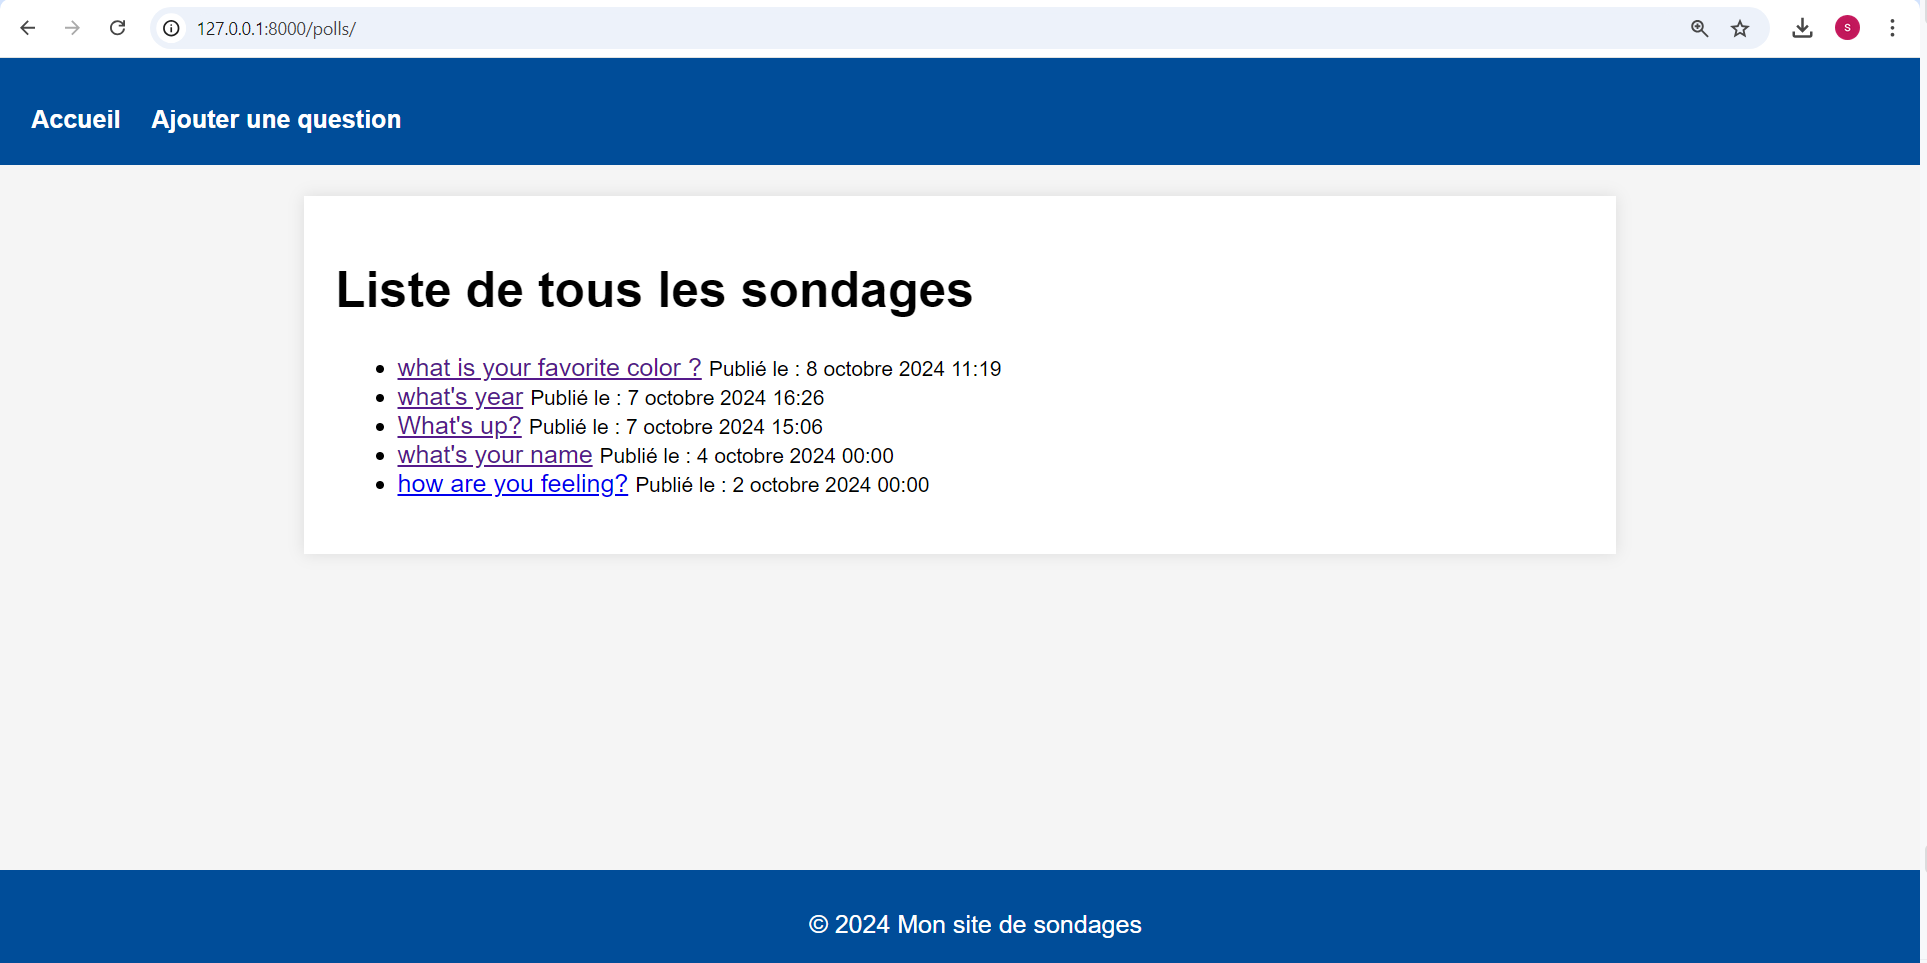 127.0.0.1:8000/polls/
S
Accueil Ajouter une question
Liste de tous les sondages
what is your favorite color ? Publié le : 8 octobre 2024 11:19
what's year Publié le : 7 octobre 2024 16:26
What's up? Publié le : 7 octobre 2024 15:06
what's your name Publié le : 4 octobre 2024 00:00
how are you feeling? Publié le : 2 octobre 2024 00:00
© 2024 Mon site de sondages